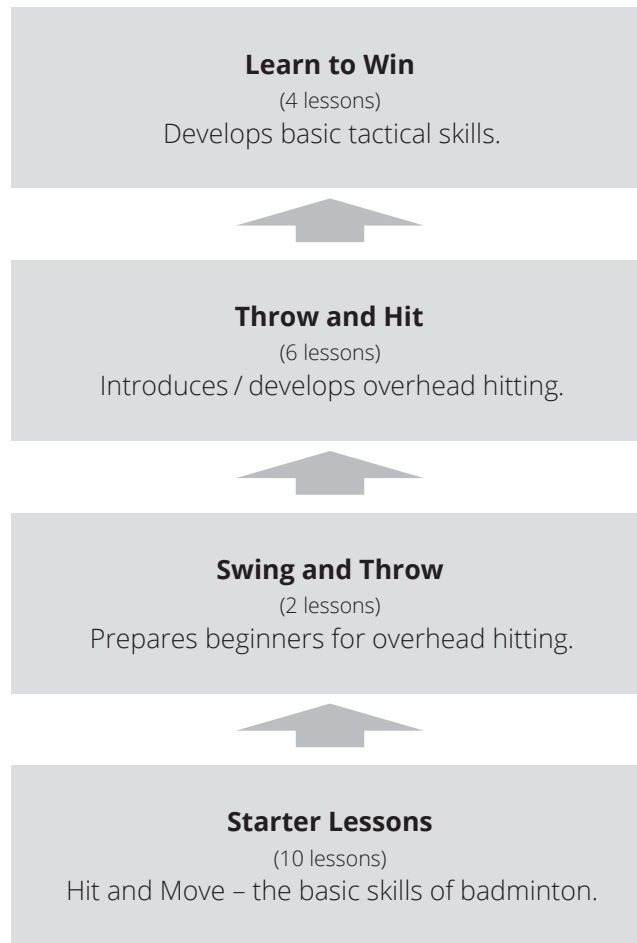 Learn to Win
(4 lessons)
Develops basic tactical skills.
Throw and Hit
(6 lessons)
Introduces / develops overhead hitting.
Swing and Throw
(2 lessons)
Prepares beginners for overhead hitting.
Starter Lessons
(10 lessons)
Hit and Move – the basic skills of badminton.